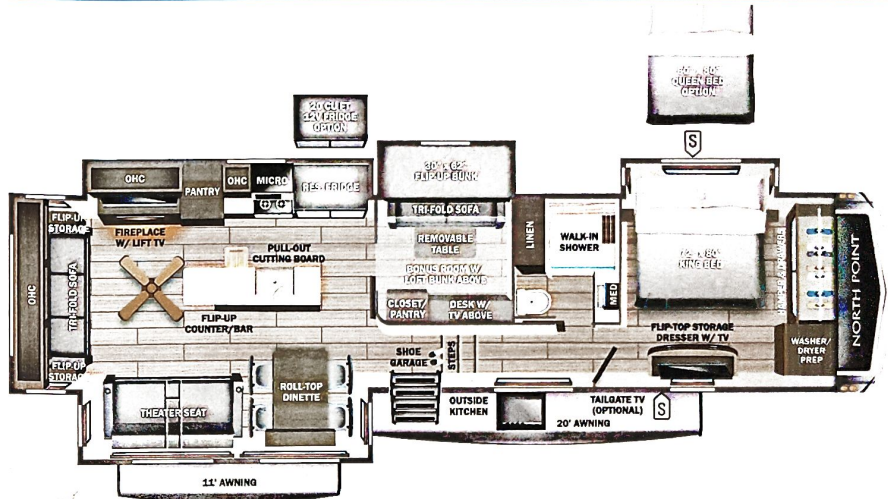 60" x 80"
QUEEN BED
OPTION
S
20 CU FT
12V FRIDGE
OPTION
OHC
PANTRY
OHC
MICRO
RES. FRIDGE
30" x 62"
FLIP-UP BUNK
FLIP-UP
STORAGE
FIREPLACE
W/ LIFT TV
TRI-FOLD SOFA
LINEN
WALK-IN
SHOWER
72" x 80"
KING BED
PULL-OUT
CUTTING BOARD
REMOVABLE
TABLE
BONUS ROOM W/
LOFT BUNK ABOVE
OHC
TRI-FOLD SOFA
MED
NORTH POINT
FLIP-UP
COUNTER/BAR
CLOSET/
PANTRY
DESK W/
TV ABOVE
FLIP-TOP STORAGE
DRESSER W/ TV
WASHER/
DRYER
PREP
FLIP-UP
STORAGE
SHOE
GARAGE
STEPS
THEATER SEAT
ROLL-TOP
DINETTE
OUTSIDE
KITCHEN
TAILGATE TV
(OPTIONAL)
S
20' AWNING
11' AWNING